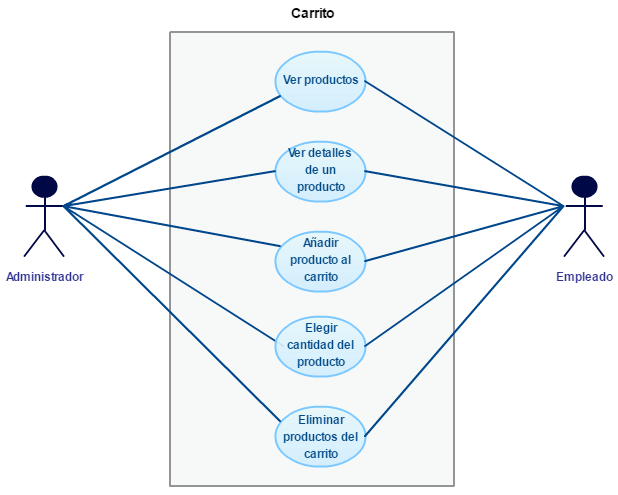 Carrito
Ver productos
Ver detalles
de un
producto
Añadir
producto al
carrito
Elegir
cantidad del
producto
Eliminar
productos del
carrito
Administrador
Empleado